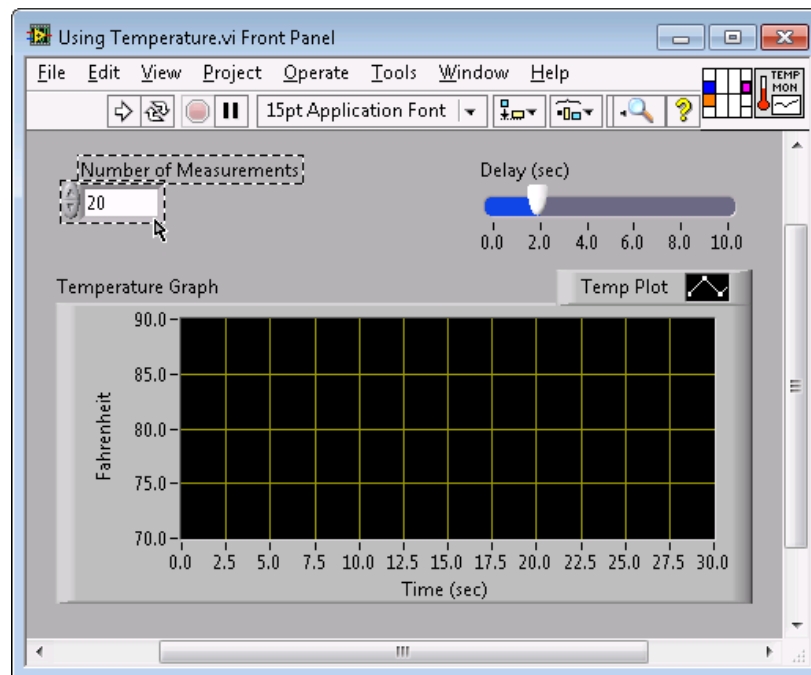 Using Temperature.vi Front Panel
File Edit View Project Operate Tools Window Help
15pt Application Font
TEMP
MON
Number of Measurements
20
Delay (sec)
0.0 2.0 4.0 6.0 8.0 10.0
Temperature Graph
Temp Plot
90.0
85.0
80.0
75.0
70.0
Fahrenheit
0.0 2.5 5.0 7.5 10.0 12.5 15.0 17.5 20.0 22.5 25.0 27.5 30.0
Time (sec)